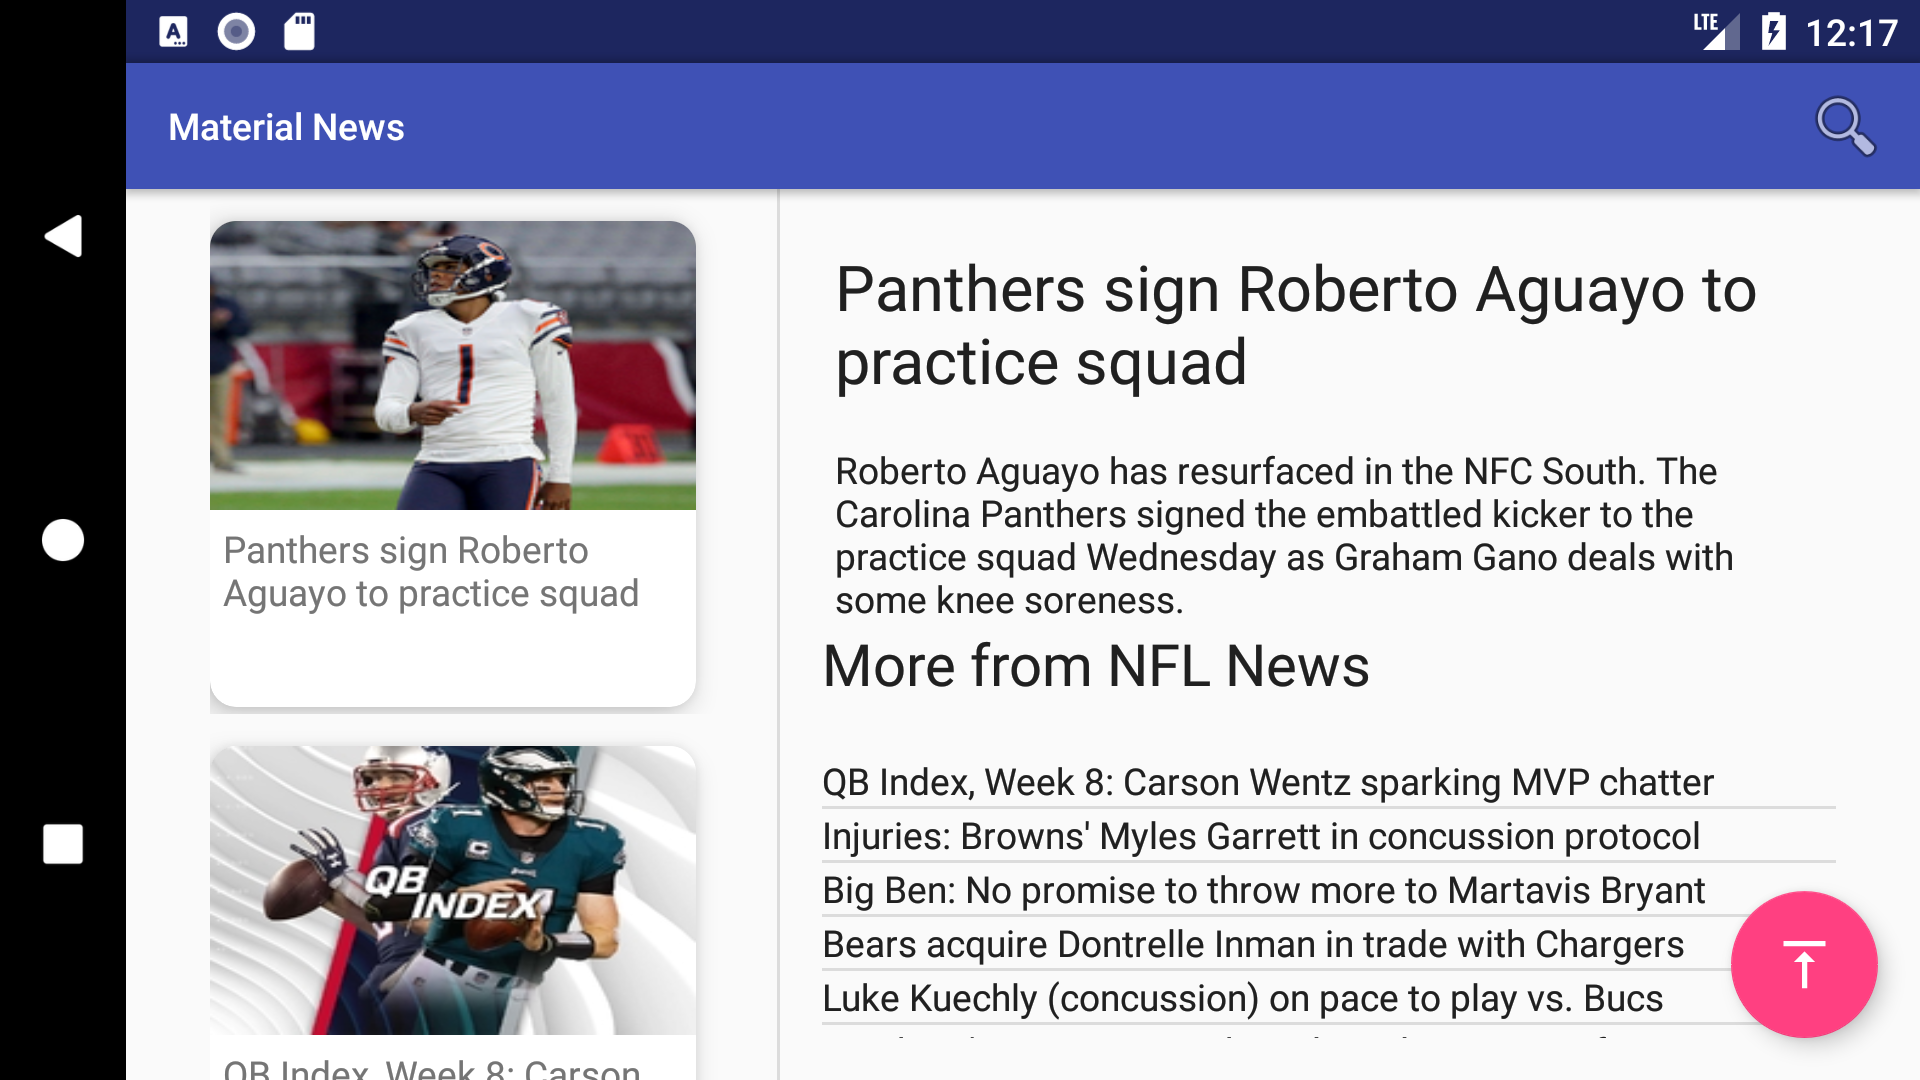 LTE 12:17
Material News
Panthers sign Roberto
Aguayo to practice squad
QB
INDEX
QB Index, Week 8: Carson
Panthers sign Roberto Aguayo to
practice squad
Roberto Aguayo has resurfaced in the NFC South. The
Carolina Panthers signed the embattled kicker to the
practice squad Wednesday as Graham Gano deals with
some knee soreness.
More from NFL News
QB Index, Week 8: Carson Wentz sparking MVP chatter
Injuries: Browns' Myles Garrett in concussion protocol
Big Ben: No promise to throw more to Martavis Bryant
Bears acquire Dontrelle Inman in trade with Chargers
Luke Kuechly (concussion) on pace to play vs. Bucs